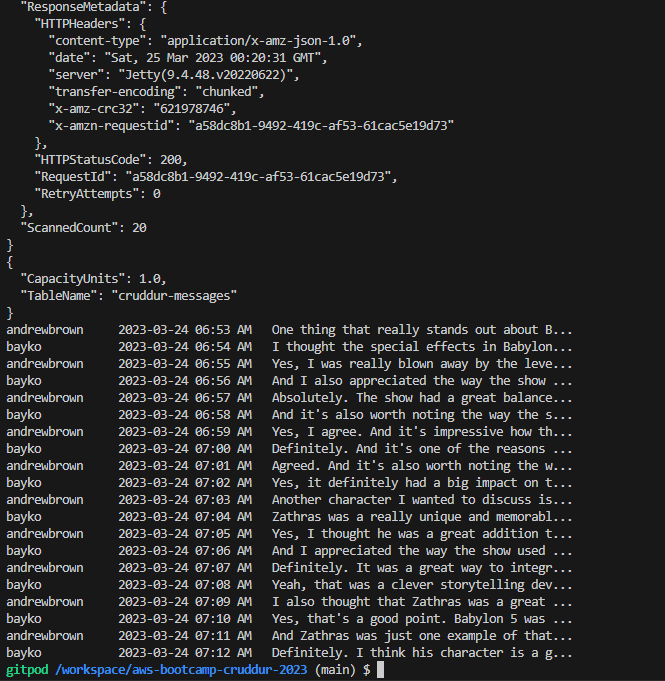 "ResponseMetadata": {
"HTTPHeaders": {
"content-type": "application/x-amz-json-1.0",
"date": "Sat, 25 Mar 2023 00:20:31 GMT",
"server": "Jetty(9.4.48.v20220622)",
"transfer-encoding": "chunked",
"x-amz-crc32": "621978746",
"x-amzn-requestid": "a58dc8b1-9492-419c-af53-61cac5e19d73"
},
"HTTPStatusCode": 200,
"RequestId": "a58dc8b1-9492-419c-af53-61cac5e19d73",
"RetryAttempts": 0
},
"ScannedCount": 20
}
{
"CapacityUnits": 1.0,
"TableName": "cruddur-messages"
}
andrewbrown 2023-03-24 06:53 AM One thing that really stands out about B...
bayko 2023-03-24 06:54 AM I thought the special effects in Babylon...
andrewbrown 2023-03-24 06:55 AM Yes, I was really blown away by the leve...
bayko 2023-03-24 06:56 AM And I also appreciated the way the show ...
andrewbrown 2023-03-24 06:57 AM Absolutely. The show had a great balance...
bayko 2023-03-24 06:58 AM And it's also worth noting the way the s...
andrewbrown 2023-03-24 06:59 AM Yes, I agree. And it's impressive how th...
bayko 2023-03-24 07:00 AM Definitely. And it's one of the reasons ...
andrewbrown 2023-03-24 07:01 AM Agreed. And it's also worth noting the w...
bayko 2023-03-24 07:02 AM Yes, it definitely had a big impact on t...
andrewbrown 2023-03-24 07:03 AM Another character I wanted to discuss is...
bayko 2023-03-24 07:04 AM Zathras was a really unique and memorabl...
andrewbrown 2023-03-24 07:05 AM Yes, I thought he was a great addition t...
bayko 2023-03-24 07:06 AM And I appreciated the way the show used ...
andrewbrown 2023-03-24 07:07 AM Definitely. It was a great way to integr...
bayko 2023-03-24 07:08 AM Yeah, that was a clever storytelling dev...
andrewbrown 2023-03-24 07:09 AM I also thought that Zathras was a great ...
bayko 2023-03-24 07:10 AM Yes, that's a good point. Babylon 5 was ...
andrewbrown 2023-03-24 07:11 AM And Zathras was just one example of that...
bayko 2023-03-24 07:12 AM Definitely. I think his character is a g...
gitpod /workspace/aws-bootcamp-cruddur-2023 (main) $